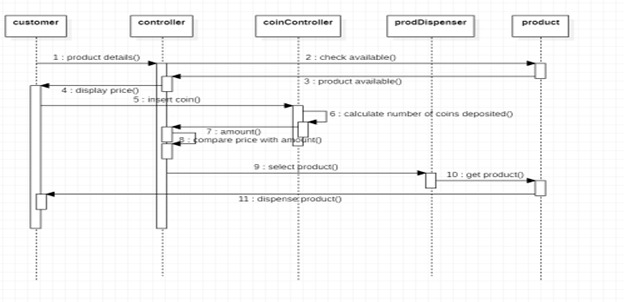 customer
controller
coinController
prodDispenser
product
1 : product details()
2 : check available()
3 : product available()
4 : display price()
5 : insert coin()
6 : calculate number of coins deposited()
7 : amount()
8 : compare price with amount()
9 : select product()
10 : get product()
11 : dispense product()